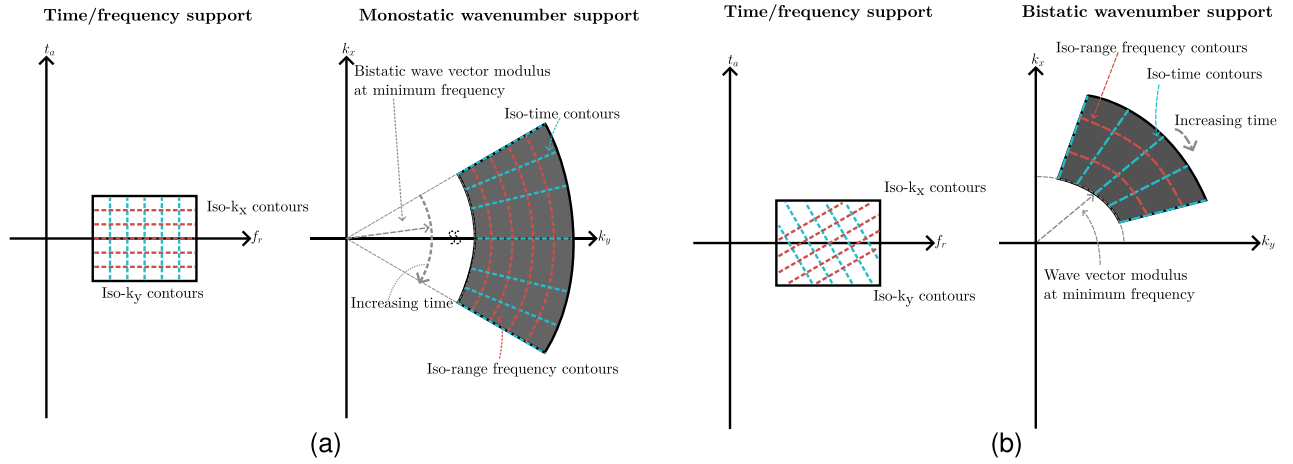 Time/frequency support
Monostatic wavenumber support
t_a
k_x
Bistatic wave vector modulus
at minimum frequency
Iso-time contours
Iso-k_x contours
f_r
k_y
Iso-k_y contours
Increasing time
Iso-range frequency contours
(a)
Time/frequency support
Bistatic wavenumber support
t_a
k_x
Iso-range frequency contours
Iso-time contours
Increasing time
Iso-k_x contours
f_r
k_y
Iso-k_y contours
Wave vector modulus
at minimum frequency
(b)